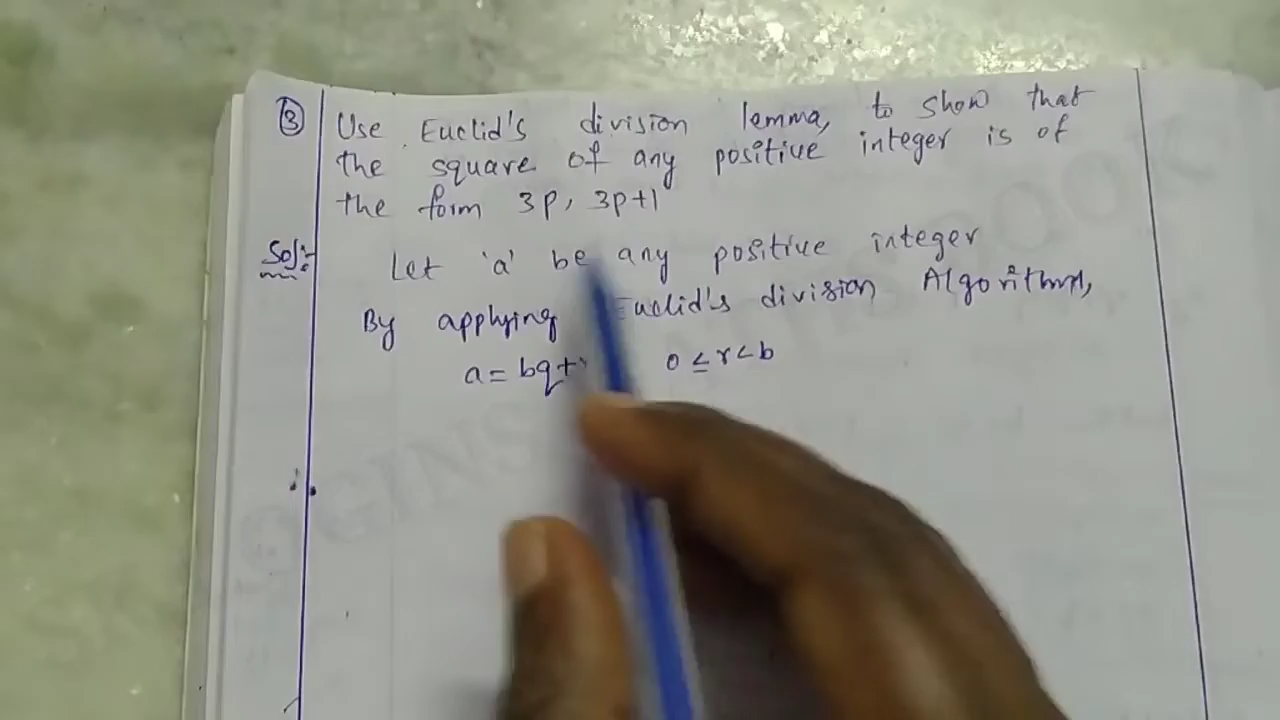 ③ Use Euclid's division lemma, to show that
the square of any positive integer is of
the form 3p, 3p+1
Sol:- Let 'a' be any positive integer
By applying Euclid's division Algorithm,
a = bq+ 0 ≤ r < b